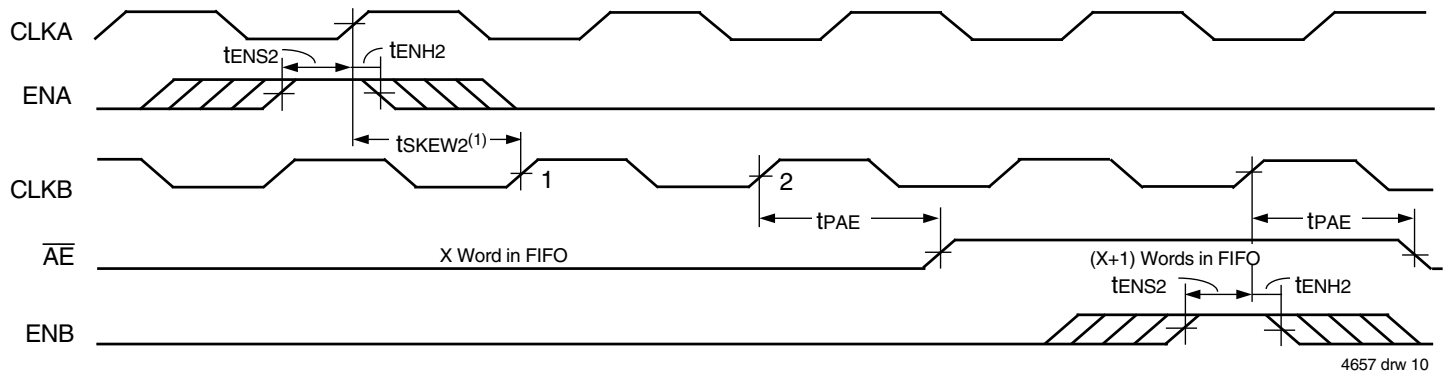 CLKA
tENS2 tENH2
ENA
tSKEW2(1)
CLKB
1 2
tPAE tPAE
AE X Word in FIFO (X+1) Words in FIFO
tENS2 tENH2
ENB
4657 drw 10